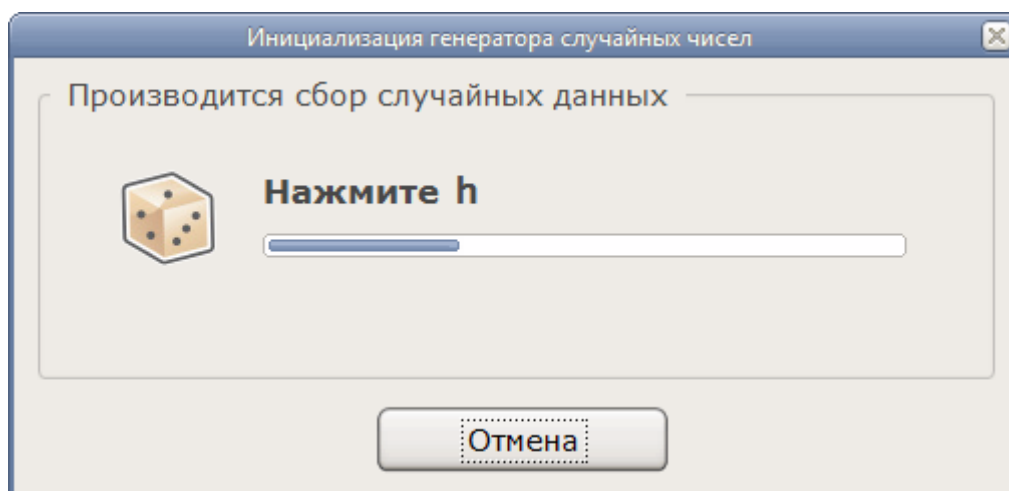 Инициализация генератора случайных чисел
Производится сбор случайных данных
Нажмите h
Отмена